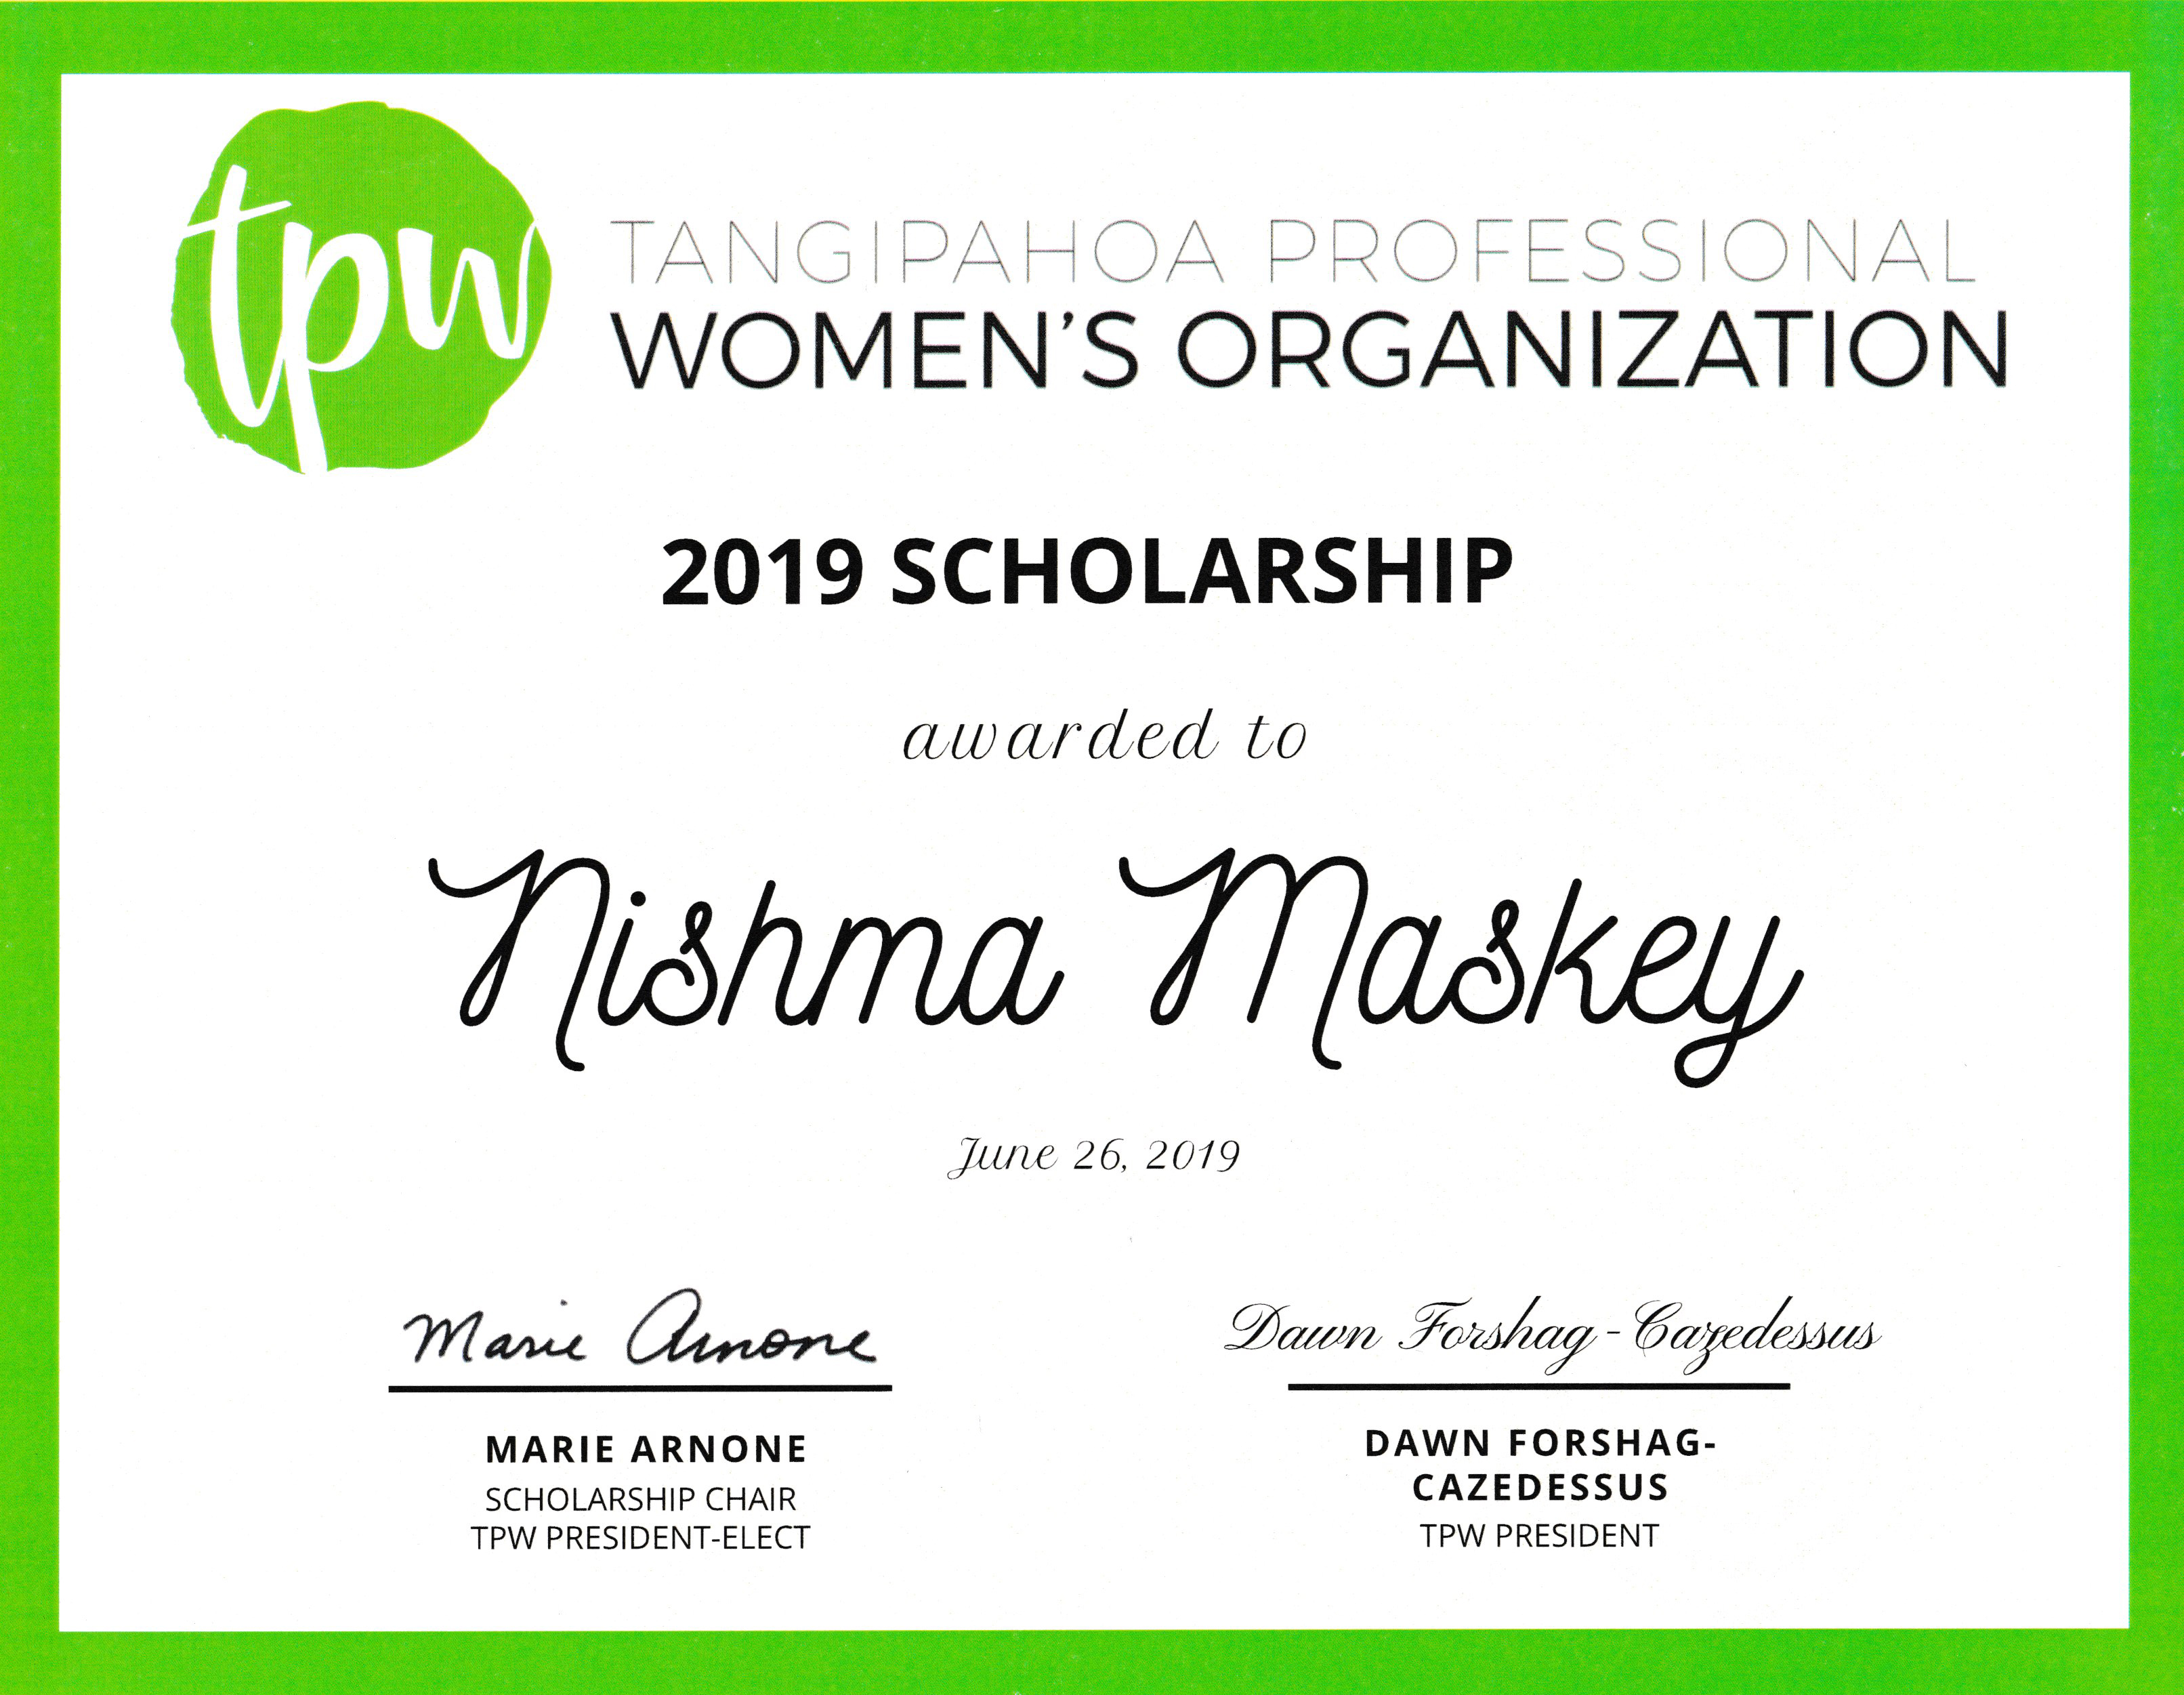 tpw
TANGIPAHOA PROFESSIONAL
WOMEN'S ORGANIZATION
2019 SCHOLARSHIP
awarded to
Nishma Maskey
June 26, 2019
Marie Arnone
MARIE ARNONE
SCHOLARSHIP CHAIR
TPW PRESIDENT-ELECT
Dawn Forshag-Cazedessus
DAWN FORSHAG-
CAZEDESSUS
TPW PRESIDENT